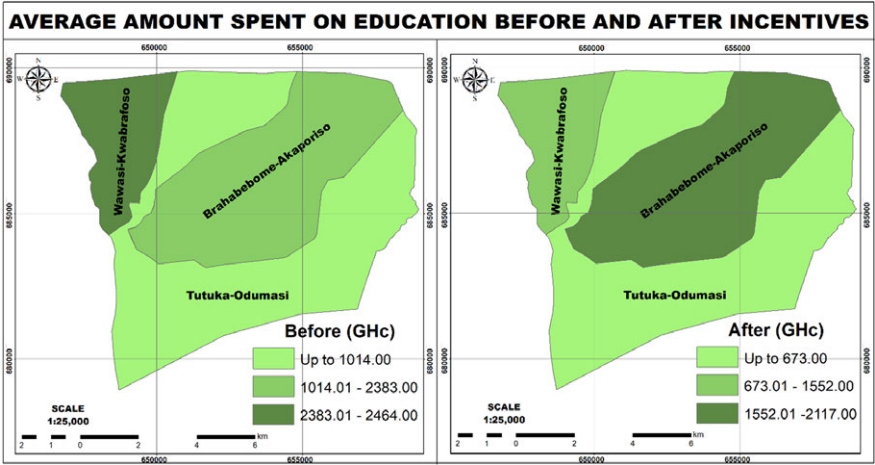 AVERAGE AMOUNT SPENT ON EDUCATION BEFORE AND AFTER INCENTIVES
650000 655000
690000
N
W E
S
Wawasi-Kwabrafoso
Brahabebome-Akaporiso
685000
Tutuka-Odumasi
680000
Before (GHc)
Up to 1014.00
1014.01 - 2383.00
2383.01 - 2464.00
SCALE
1:25,000
2 1 0 2 4 6 km
650000 655000
650000 655000
690000
N
W E
S
Wawasi-Kwabrafoso
Brahabebome-Akaporiso
685000
685000
Tutuka-Odumasi
680000
After (GHc)
Up to 673.00
673.01 - 1552.00
1552.01 -2117.00
SCALE
1:25,000
2 1 0 2 4 6 km
650000 655000
690000
685000
680000